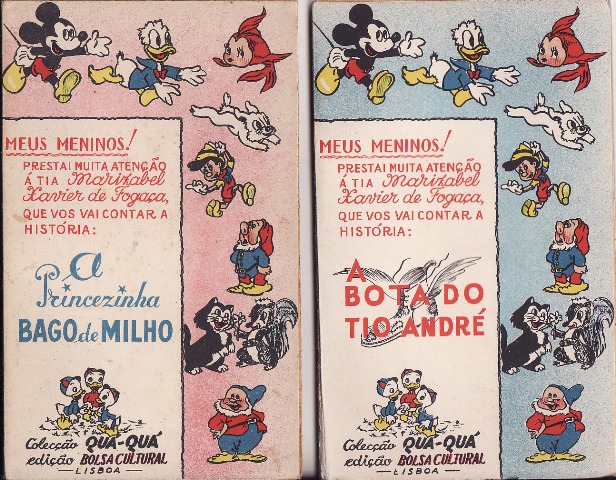 MEUS MENINOS!
PRESTAI MUITA ATENÇÃO
Á TIA Marizabel
Xavier de Fogaça,
QUE VOS VAI CONTAR A
HISTÓRIA:
A
Princezinha
BAGO de MILHO
Colecção QUÁ-QUÁ
edição BOLSA CULTURAL
LISBOA
MEUS MENINOS!
PRESTAI MUITA ATENÇÃO
Á TIA Marizabel
Xavier de Fogaça,
QUE VOS VAI CONTAR A
HISTÓRIA:
A
BOTA DO
TIO ANDRÉ
Colecção QUÁ-QUÁ
edição BOLSA CULTURAL
LISBOA